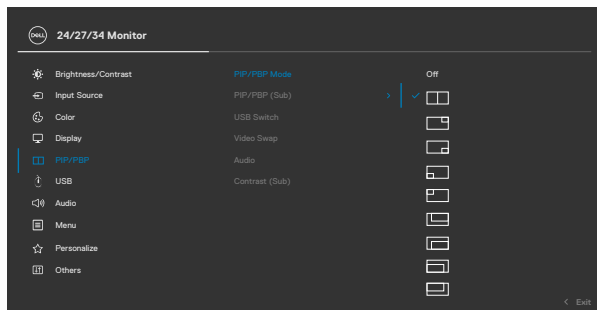 DELL
24/27/34 Monitor
Brightness/Contrast
Input Source
Color
Display
PIP/PBP
USB
Audio
Menu
Personalize
Others
PIP/PBP Mode
PIP/PBP (Sub)
USB Switch
Video Swap
Audio
Contrast (Sub)
Off
Exit